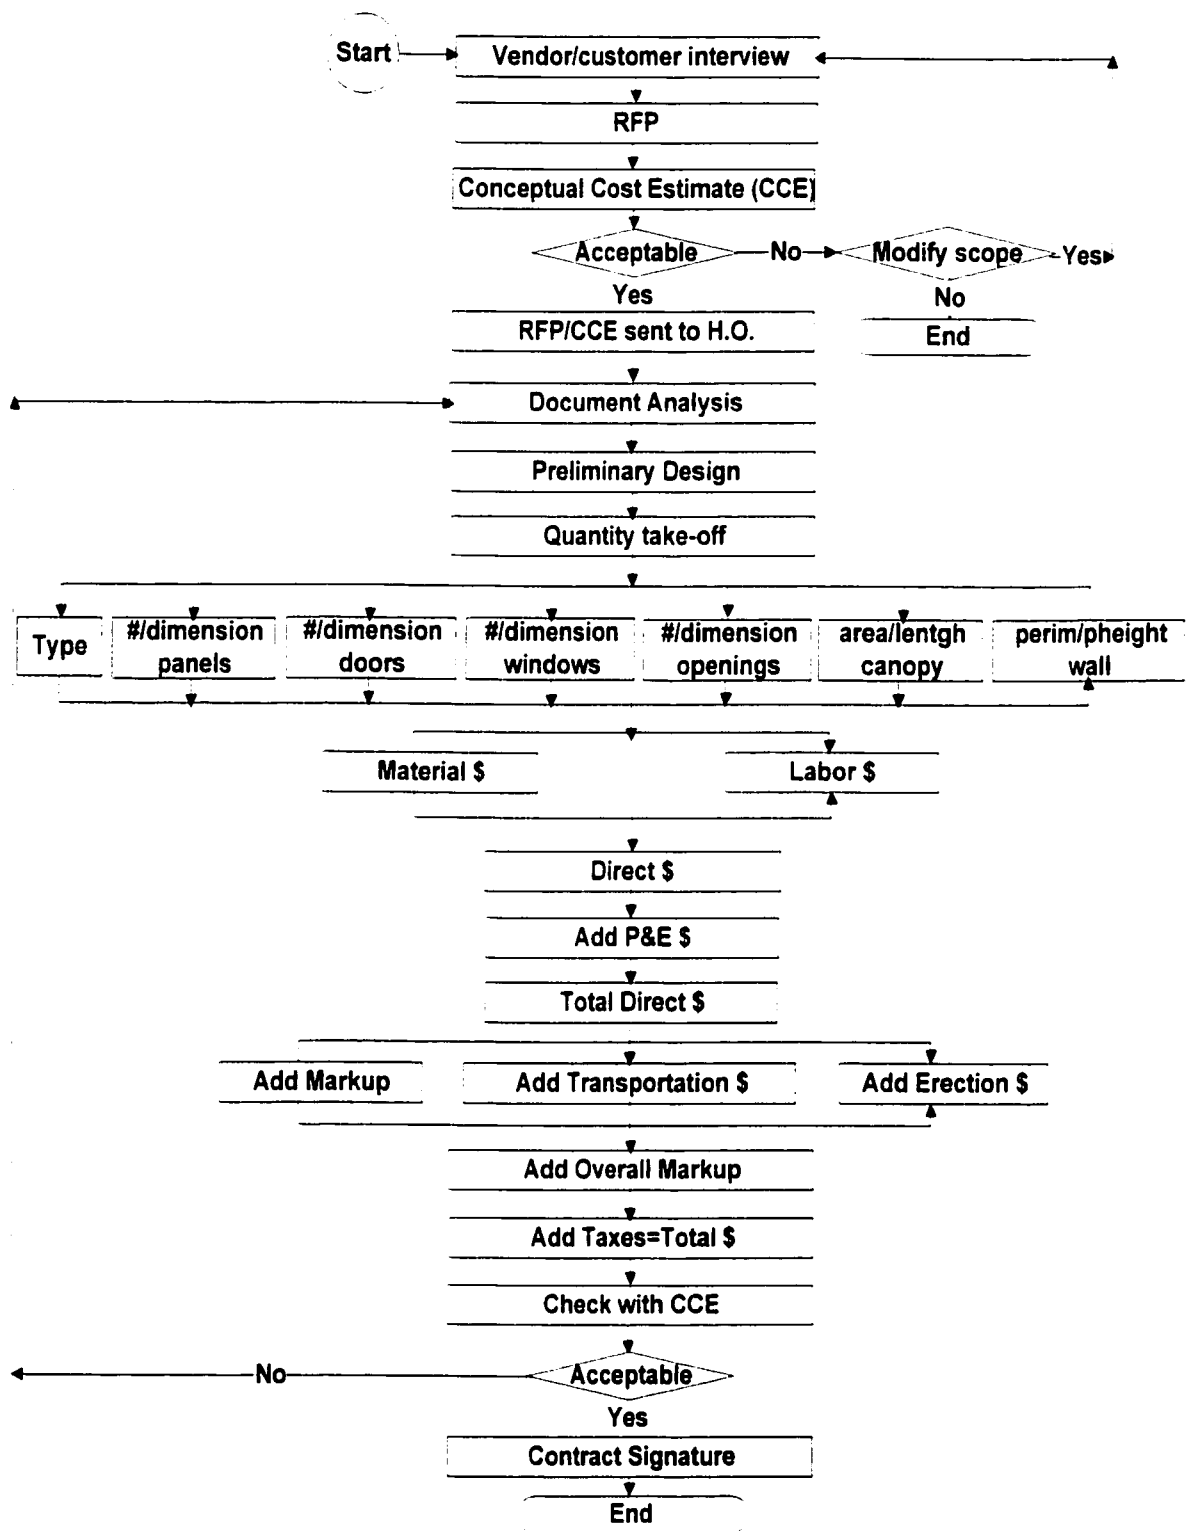 Start
Vendor/customer interview
RFP
Conceptual Cost Estimate (CCE)
Acceptable
No
Modify scope
Yes
Yes
No
RFP/CCE sent to H.O.
End
Document Analysis
Preliminary Design
Quantity take-off
Type
#/dimension
panels
#/dimension
doors
#/dimension
windows
#/dimension
openings
area/lentgh
canopy
perim/pheight
wall
Material $
Labor $
Direct $
Add P&E $
Total Direct $
Add Markup
Add Transportation $
Add Erection $
Add Overall Markup
Add Taxes=Total $
Check with CCE
No
Acceptable
Yes
Contract Signature
End